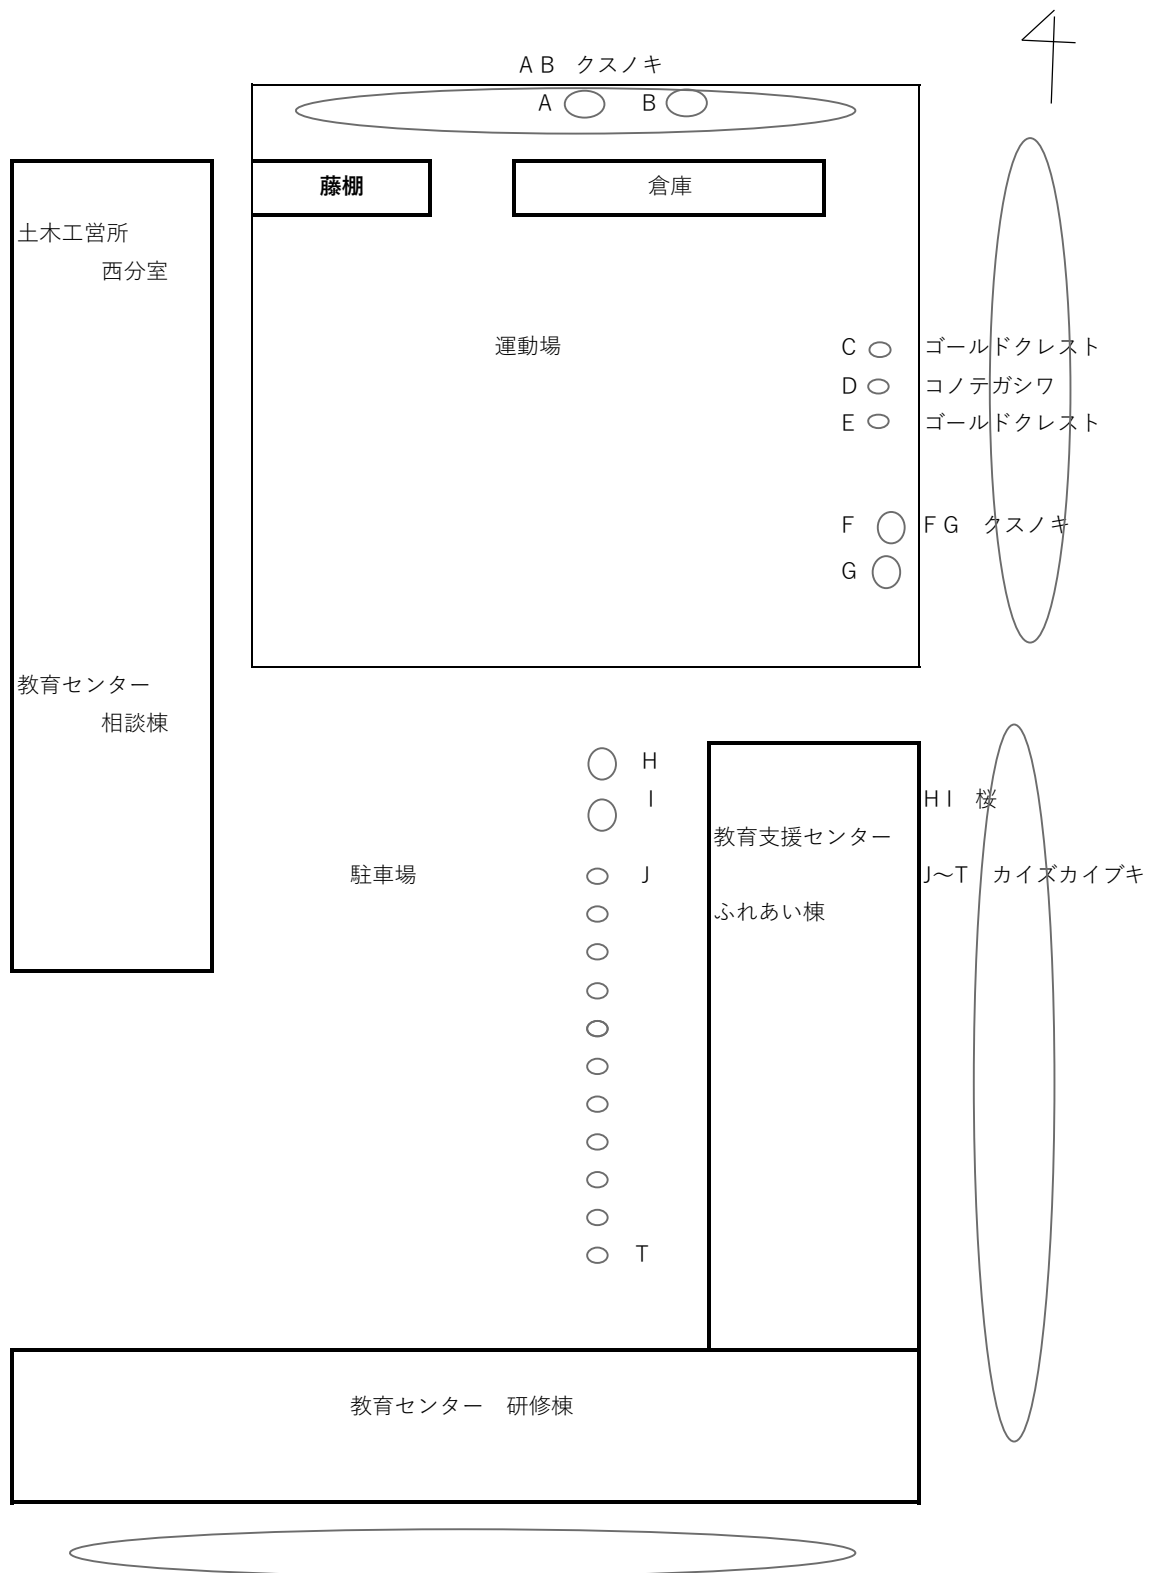 ＡＢ　クスノキ
Ａ　Ｂ
藤棚　倉庫
土木工営所
西分室
運動場　Ｃ　ゴールドクレスト
Ｄ　コノテガシワ
Ｅ　ゴールドクレスト
Ｆ　ＦＧ　クスノキ
Ｇ
教育センター
相談棟
Ｈ
Ｉ　ＨＩ　桜
教育支援センター
駐車場　Ｊ　Ｊ～Ｔ　カイズカイブキ
ふれあい棟
Ｔ
教育センター　研修棟